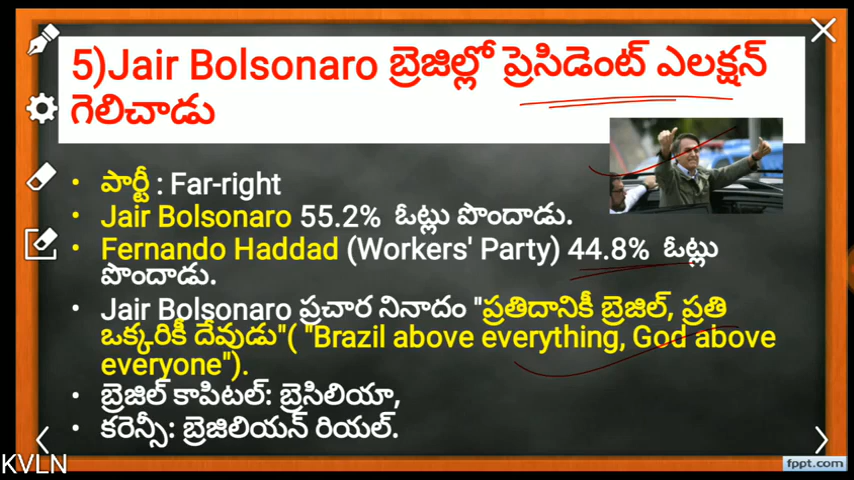 5)Jair Bolsonaro బ్రెజిల్లో ప్రెసిడెంట్ ఎలక్షన్
గెలిచాడు
• పార్టీ : Far-right
• Jair Bolsonaro 55.2% ఓట్లు పొందాడు.
• Fernando Haddad (Workers' Party) 44.8% ఓట్లు
పొందాడు.
• Jair Bolsonaro ప్రచార నినాదం "ప్రతిదానికీ బ్రెజిల్, ప్రతి
ఒక్కరికీ దేవుడు"( "Brazil above everything, God above
everyone").
• బ్రెజిల్ కాపిటల్: బ్రెసిలియా,
• కరెన్సీ: బ్రెజిలియన్ రియల్.
KVLN
fppt.com